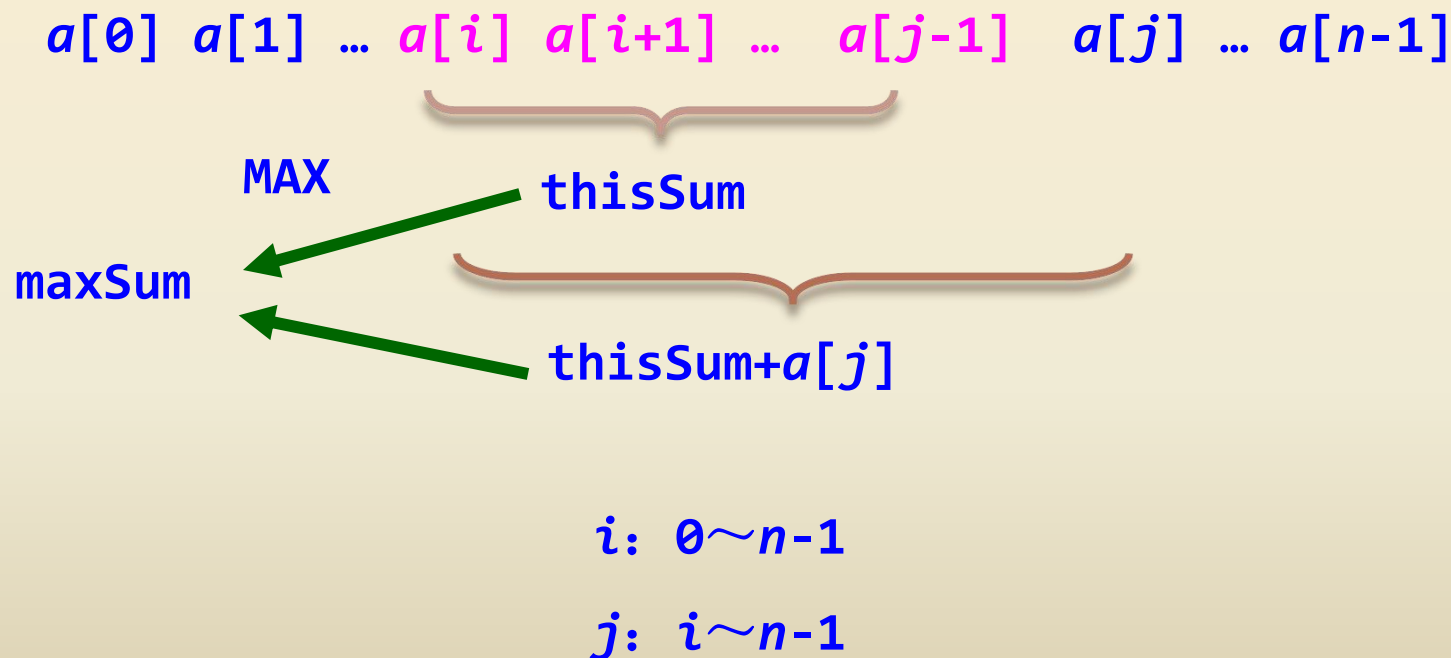 a[0] a[1] … a[i] a[i+1] … a[j-1] a[j] … a[n-1]
MAX
thisSum
maxSum
thisSum+a[j]
i：0～n-1
j：i～n-1